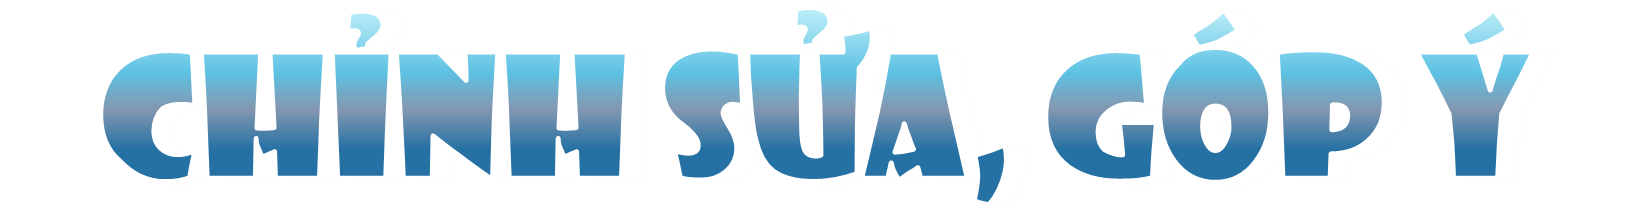 CHỈNH SỬA, GÓP Ý